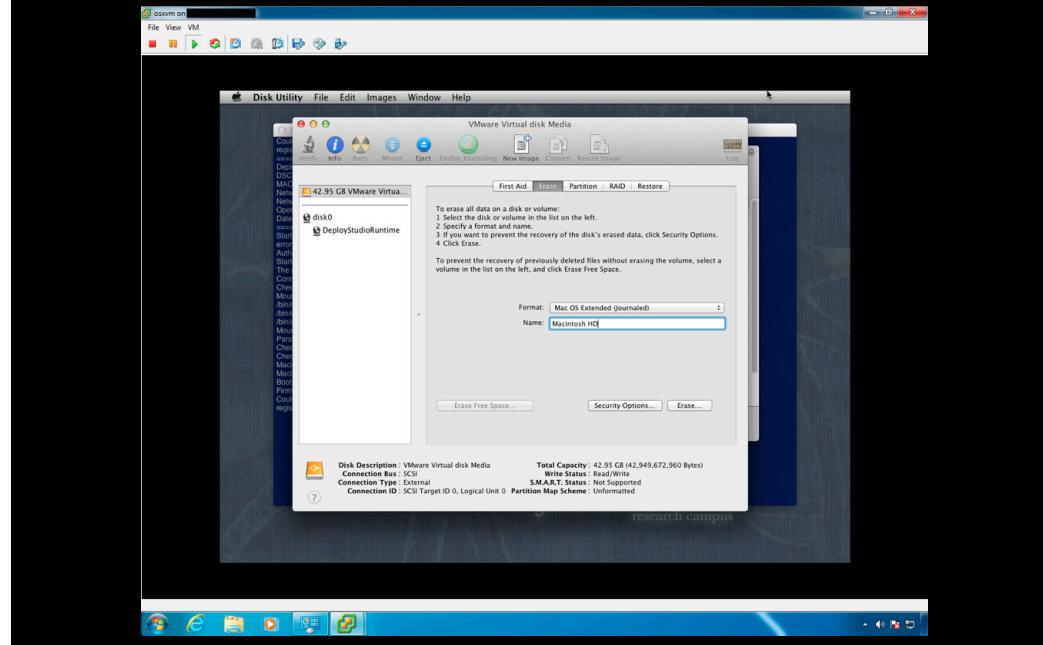 osxvm on
File View VM
Disk Utility File Edit Images Window Help
VMware Virtual disk Media
Verify Info Burn Mount Eject Enable Journaling New Image Convert Resize Image Log
42.95 GB VMware Virtua...
disk0
DeployStudioRuntime
First Aid Erase Partition RAID Restore
To erase all data on a disk or volume:
1 Select the disk or volume in the list on the left.
2 Specify a format and name.
3 If you want to prevent the recovery of the disk's erased data, click Security Options.
4 Click Erase.
To prevent the recovery of previously deleted files without erasing the volume, select a
volume in the list on the left, and click Erase Free Space.
Format: Mac OS Extended (Journaled)
Name: Macintosh HD
Erase Free Space... Security Options... Erase...
Disk Description : VMware Virtual disk Media Total Capacity : 42.95 GB (42,949,672,960 Bytes)
Connection Bus : SCSI Write Status : Read/Write
Connection Type : External S.M.A.R.T. Status : Not Supported
Connection ID : SCSI Target ID 0, Logical Unit 0 Partition Map Scheme : Unformatted
research campus